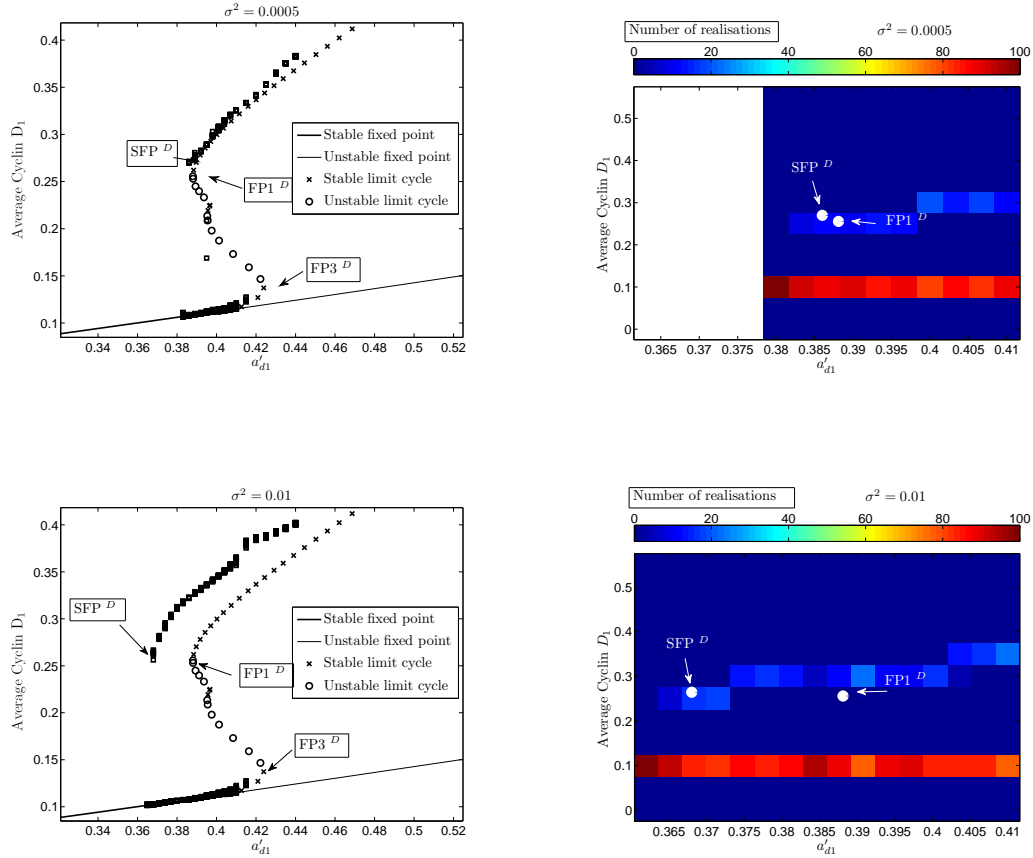 σ² = 0.0005
0.4
0.35
0.3
0.25
0.2
0.15
0.1
Average Cyclin D₁
SFP ᴰ
FP1 ᴰ
FP3 ᴰ
Stable fixed point
Unstable fixed point
Stable limit cycle
Unstable limit cycle
0.34 0.36 0.38 0.4 0.42 0.44 0.46 0.48 0.5 0.52
a′d1
Number of realisations
σ² = 0.0005
0 20 40 60 80 100
0.5
0.4
0.3
0.2
0.1
0
Average Cyclin D₁
SFP ᴰ
FP1 ᴰ
0.365 0.37 0.375 0.38 0.385 0.39 0.395 0.4 0.405 0.41
a′d1
σ² = 0.01
0.4
0.35
0.3
0.25
0.2
0.15
0.1
Average Cyclin D₁
SFP ᴰ
FP1 ᴰ
FP3 ᴰ
Stable fixed point
Unstable fixed point
Stable limit cycle
Unstable limit cycle
0.34 0.36 0.38 0.4 0.42 0.44 0.46 0.48 0.5 0.52
a′d1
Number of realisations
σ² = 0.01
0 20 40 60 80 100
0.5
0.4
0.3
0.2
0.1
0
Average Cyclin D₁
SFP ᴰ
FP1 ᴰ
0.365 0.37 0.375 0.38 0.385 0.39 0.395 0.4 0.405 0.41
a′d1